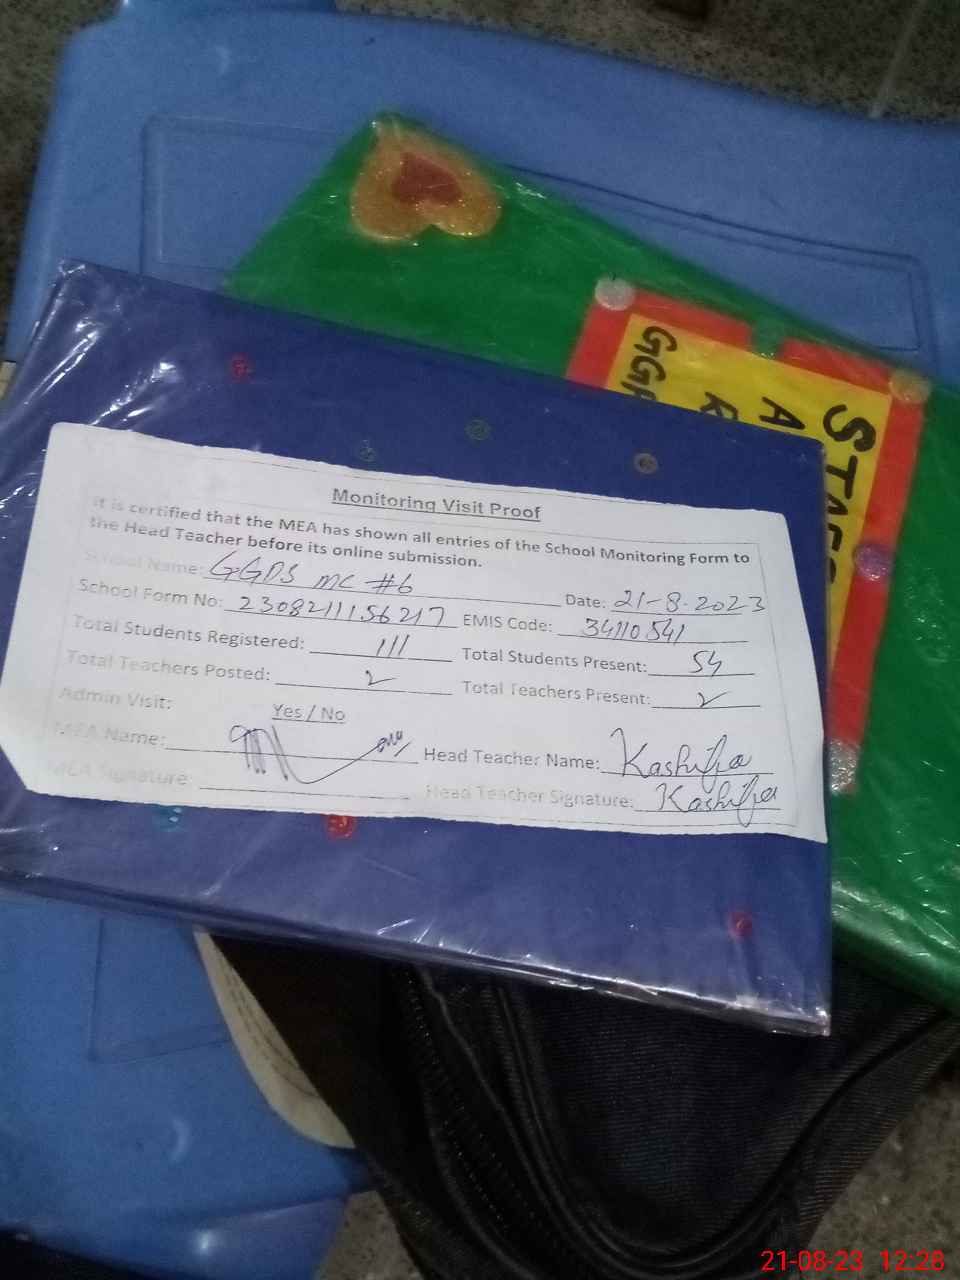 STAFF
A
R
GGP
Monitoring Visit Proof
It is certified that the MEA has shown all entries of the School Monitoring Form to
the Head Teacher before its online submission.
School Name: GGPS MC #6 Date: 21-8-2023
School Form No: 2308211156217 EMIS Code: 34110541
Total Students Registered: 111 Total Students Present: 54
Total Teachers Posted: 2 Total Teachers Present: 2
Admin Visit: Yes / No
MEA Name: Head Teacher Name: Kashifa
MEA Signature: Head Teacher Signature: Kashifa
21-08-23 12:28